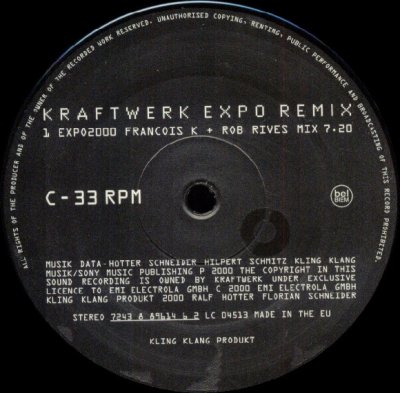 ALL RIGHTS OF THE PRODUCER AND OF THE OWNER OF THE RECORDED WORK RESERVED. UNAUTHORISED COPYING, RENTING, PUBLIC PERFORMANCE AND BROADCASTING OF THIS RECORD PROHIBITED.
KRAFTWERK EXPO REMIX
1 EXPO2000 FRANCOIS K + ROB RIVES MIX 7.20
C - 33 RPM
bel
BIEM
MUSIK DATA-HOTTER SCHNEIDER HILPERT SCHMITZ KLING KLANG
MUSIK/SONY MUSIC PUBLISHING P 2000 THE COPYRIGHT IN THIS
SOUND RECORDING IS OWNED BY KRAFTWERK UNDER EXCLUSIVE
LICENCE TO EMI ELECTROLA GMBH C 2000 EMI ELECTROLA GMBH
KLING KLANG PRODUKT 2000 RALF HOTTER FLORIAN SCHNEIDER
STEREO 7243 8 89614 6 2 LC 04513 MADE IN THE EU
KLING KLANG PRODUKT